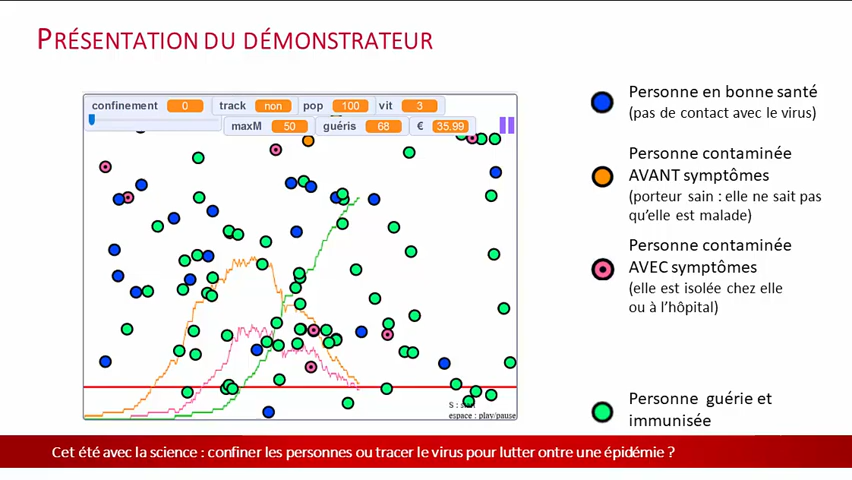 PRÉSENTATION DU DÉMONSTRATEUR
confinement 0 track non pop 100 vit 3
maxM 50 guéris 68 € 35.99
Personne en bonne santé
(pas de contact avec le virus)
Personne contaminée
AVANT symptômes
(porteur sain : elle ne sait pas
qu'elle est malade)
Personne contaminée
AVEC symptômes
(elle est isolée chez elle
ou à l'hôpital)
Personne guérie et
immunisée
espace : play/pause
Cet été avec la science : confiner les personnes ou tracer le virus pour lutter ontre une épidémie ?